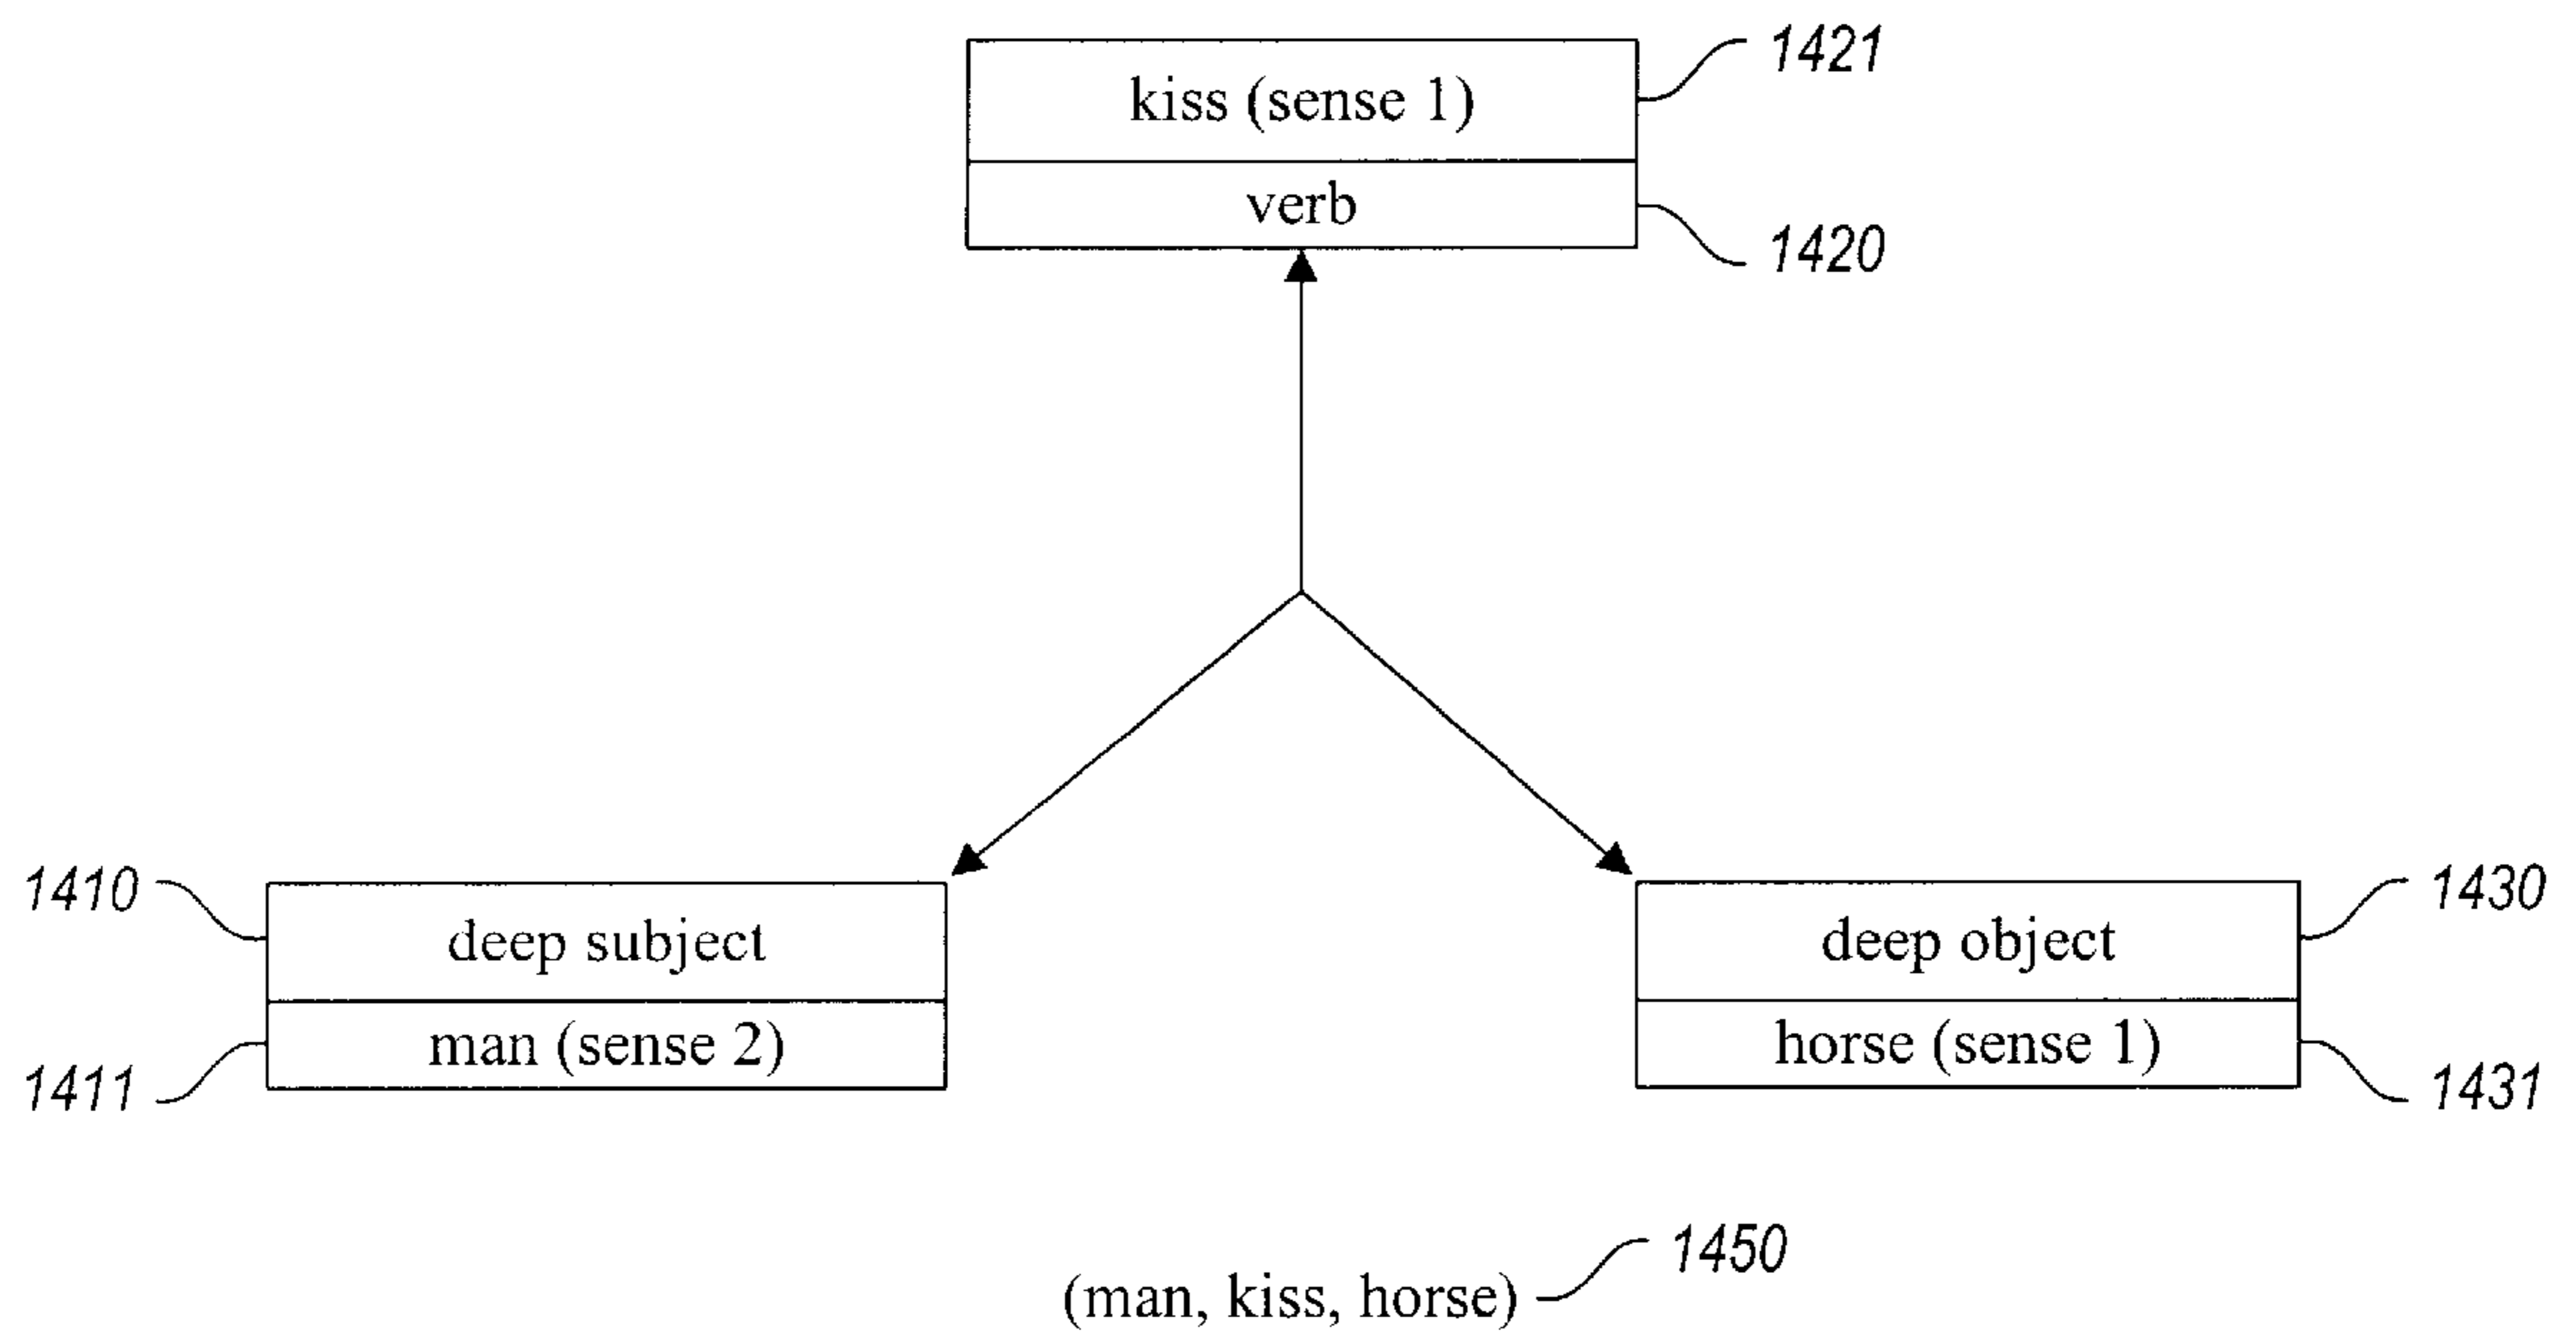 kiss (sense 1)
1421
verb
1420
1410
deep subject
1411
man (sense 2)
deep object
1430
horse (sense 1)
1431
(man, kiss, horse)
1450